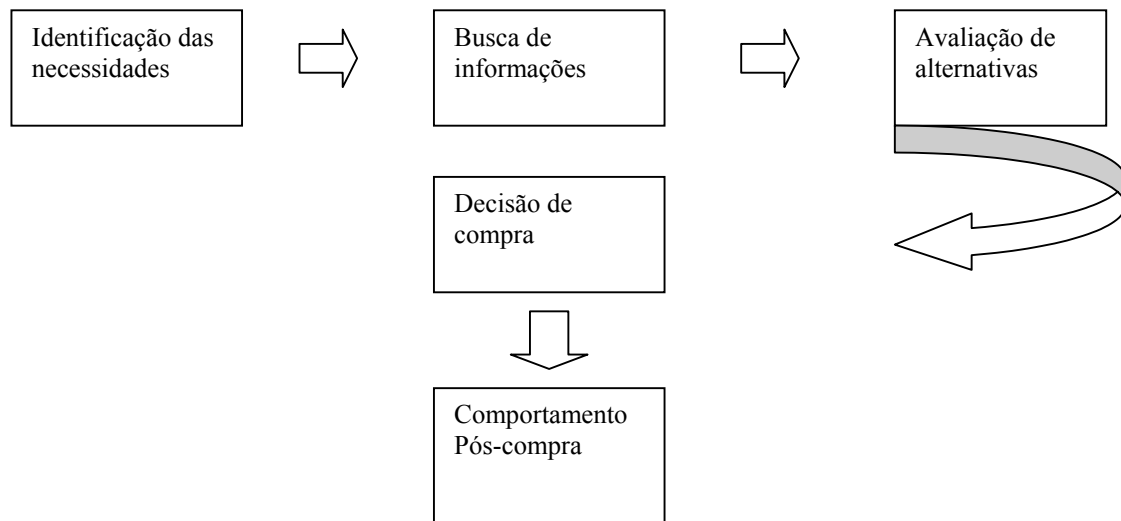 Identificação das
necessidades
Busca de
informações
Avaliação de
alternativas
Decisão de
compra
Comportamento
Pós-compra